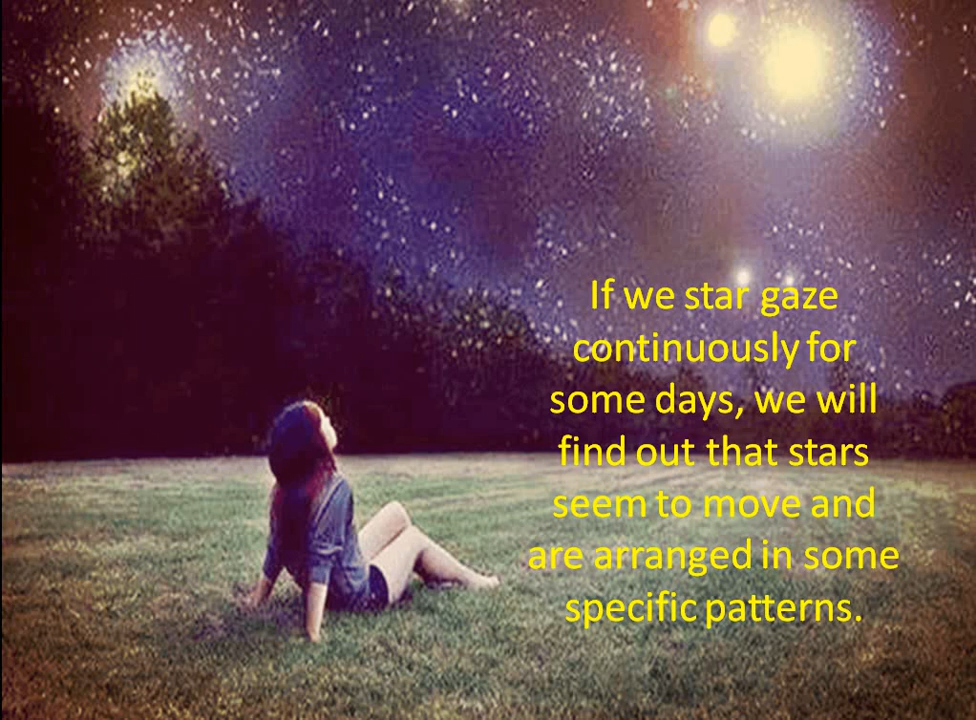 If we star gaze
continuously for
some days, we will
find out that stars
seem to move and
are arranged in some
specific patterns.